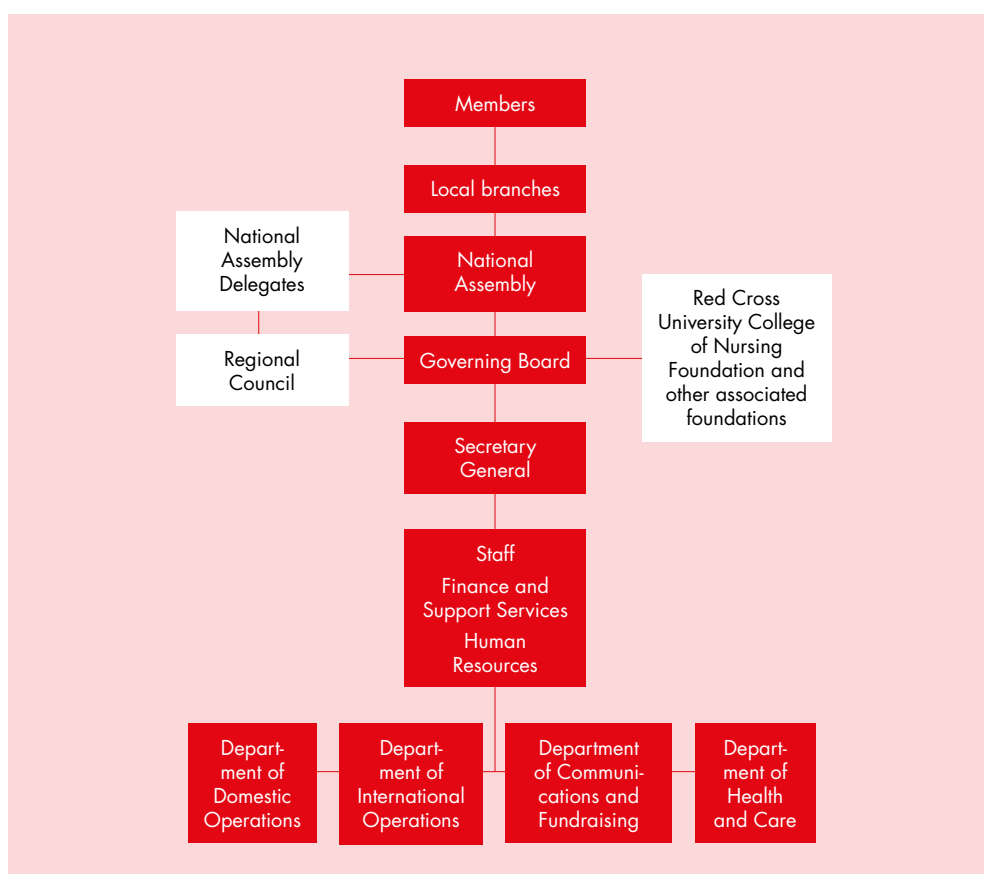 Members
Local branches
National
Assembly
Delegates
National
Assembly
Red Cross
University College
of Nursing
Foundation and
other associated
foundations
Regional
Council
Governing Board
Secretary
General
Staff
Finance and
Support Services
Human
Resources
Depart-
ment of
Domestic
Operations
Depart-
ment of
International
Operations
Department
of Communi-
cations and
Fundraising
Depart-
ment of
Health
and Care